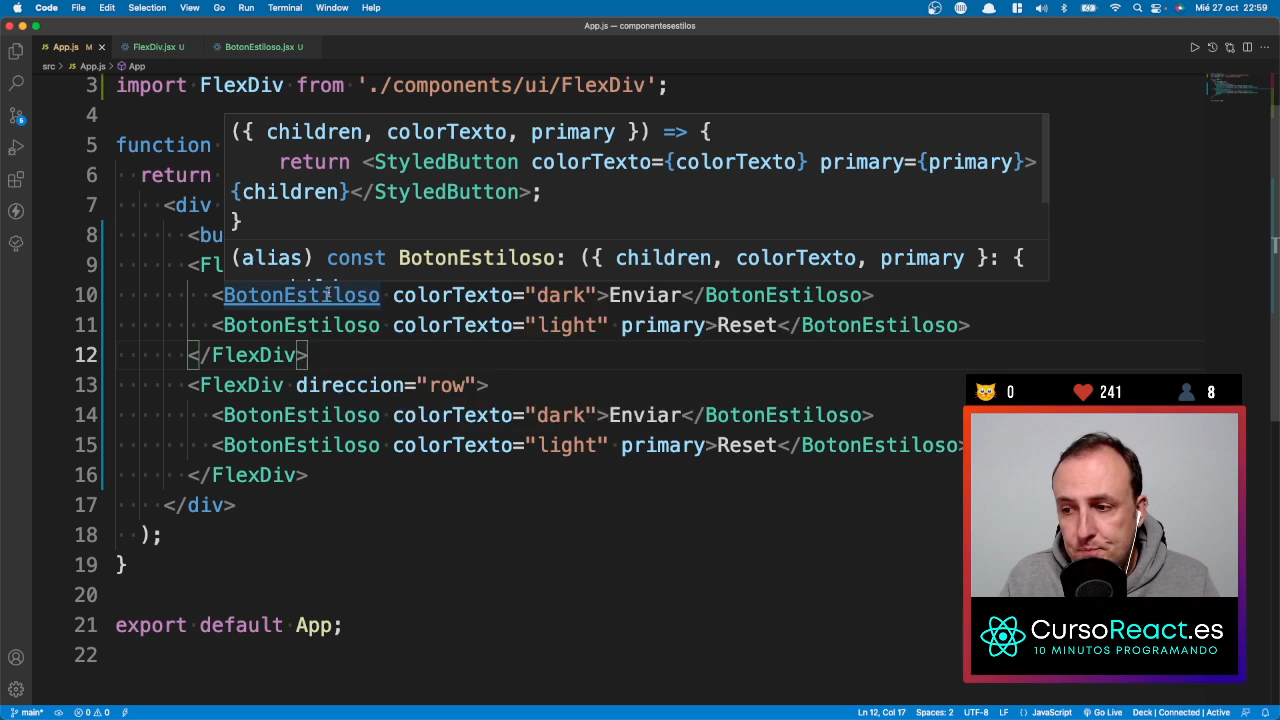 Code File Edit Selection View Go Run Terminal Window Help
Mié 27 oct 22:59
App.js — componentesestilos
JS App.js M
FlexDiv.jsx U
BotonEstiloso.jsx U
src > JS App.js > App
3 import FlexDiv from './components/ui/FlexDiv';
4
5 function
6 return
7 <div
8 <bu
9 <Fl
({ children, colorTexto, primary }) => {
return <StyledButton colorTexto={colorTexto} primary={primary}>
{children}</StyledButton>;
}
(alias) const BotonEstiloso: ({ children, colorTexto, primary }: {
10 <BotonEstiloso colorTexto="dark">Enviar</BotonEstiloso>
11 <BotonEstiloso colorTexto="light" primary>Reset</BotonEstiloso>
12 </FlexDiv>
13 <FlexDiv direccion="row">
14 <BotonEstiloso colorTexto="dark">Enviar</BotonEstiloso>
15 <BotonEstiloso colorTexto="light" primary>Reset</BotonEstiloso>
16 </FlexDiv>
17 </div>
18 );
19 }
20
21 export default App;
22
0 241 8
CursoReact.es
10 MINUTOS PROGRAMANDO
main* 0 0
Ln 12, Col 17 Spaces: 2 UTF-8 LF {} JavaScript Go Live Deck | Connected | Active